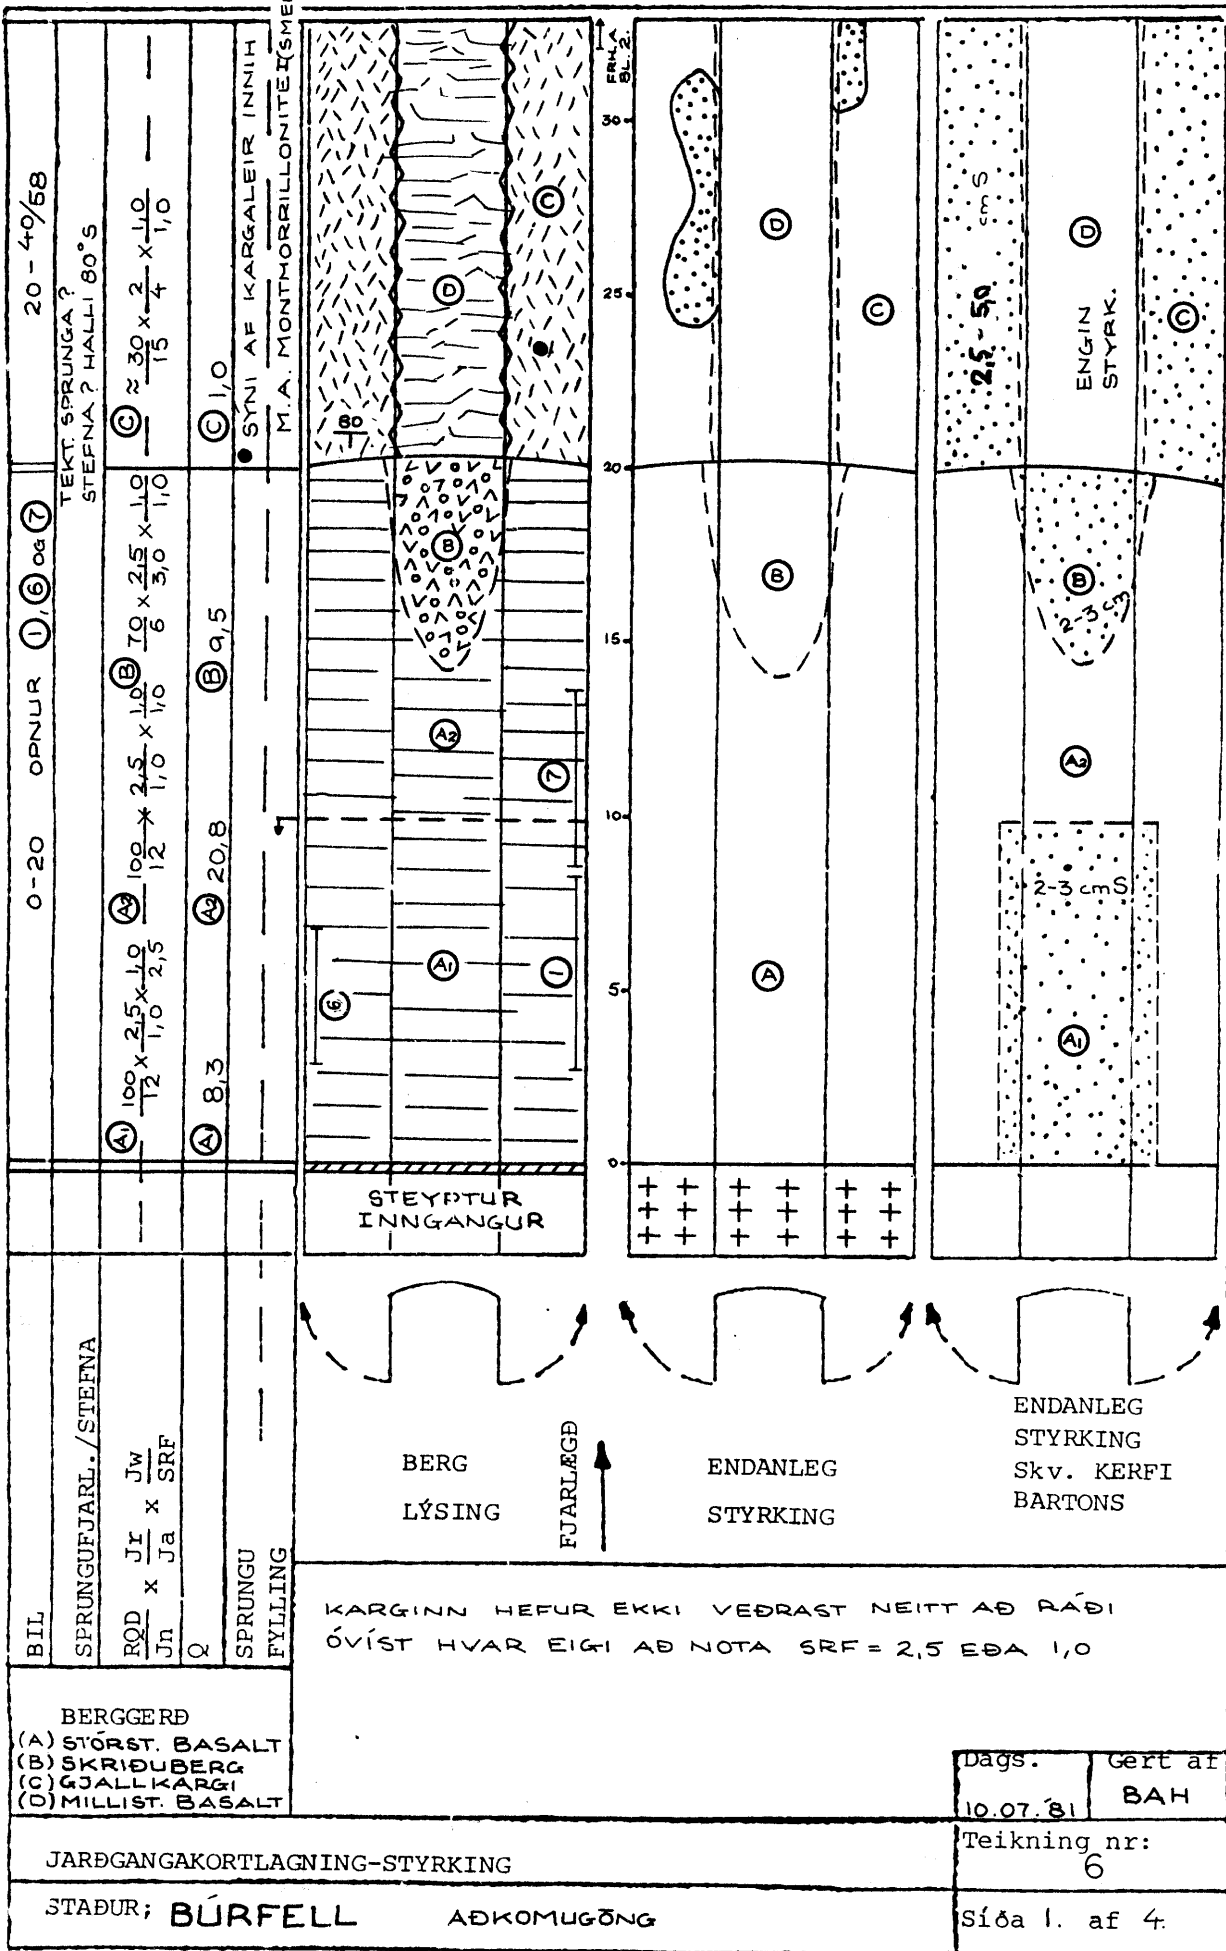 BIL
0-20 OPNUR ①, ⑥ OG ⑦
20-40/58
SPRUNGUFJARL./STEFNA
TEKT. SPRUNGA?
STEFNA? HALLI 80°S
RQD/Jn x Jr/Ja x Jw/SRF
(A1) 100/12 x 2,5/1,0 x 1,0/2,5
(A2) 100/12 x 2,5/1,0 x 1,0/1,0
(B) 70/6 x 2,5/3,0 x 1,0/1,0
(C) ≈ 30/15 x 2/4 x 1,0/1,0
Q
(A1) 8,3
(A2) 20,8
(B) 9,5
(C) 1,0
SPRUNGU
FYLLING
● SÝNI AF KARGALEIR INNIH
M.A. MONTMORILLONITE
80
C
D
B
A2
7
A1
1
6
STEYPTUR
INNGANGUR
FRH. A
BL. 2.
30
25
20
15
10
5
0
D
C
B
A
+ + + + + +
+ + + + + +
+ + + + + +
2,5-5,0 cm S
D
ENGIN
STYRK.
C
B
2-3 cm
A2
2-3 cm S
A1
BERG
LÝSING
FJARLÆGÐ
ENDANLEG
STYRKING
ENDANLEG
STYRKING
Skv. KERFI
BARTONS
KARGINN HEFUR EKKI VEÐRAST NEITT AÐ RÁÐI
ÓVÍST HVAR EIGI AÐ NOTA SRF = 2,5 EÐA 1,0
BERGGERÐ
(A) STÓRST. BASALT
(B) SKRIÐUBERG
(C) GJALLKARGI
(D) MILLIST. BASALT
Dags.
10.07.'81
Gert af
BAH
JARÐGANGAKORTLAGNING-STYRKING
Teikning nr:
6
STAÐUR; BÚRFELL AÐKOMUGÖNG
Síða 1. af 4.